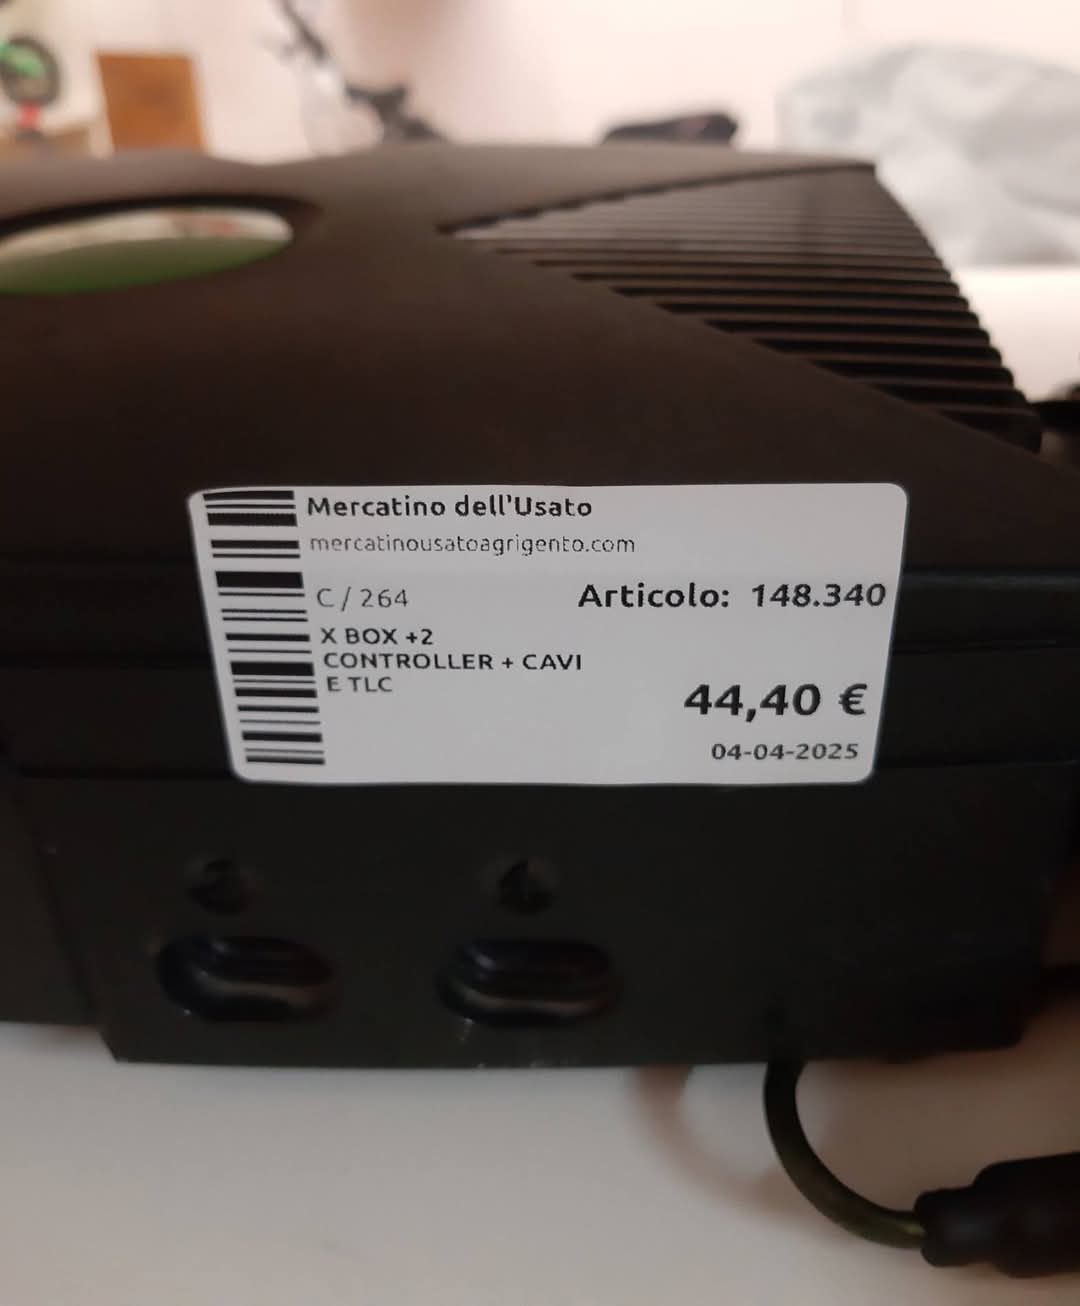 Mercatino dell'Usato
mercatinousatoagrigento.com
C / 264
Articolo: 148.340
X BOX +2
CONTROLLER + CAVI
E TLC
44,40 €
04-04-2025